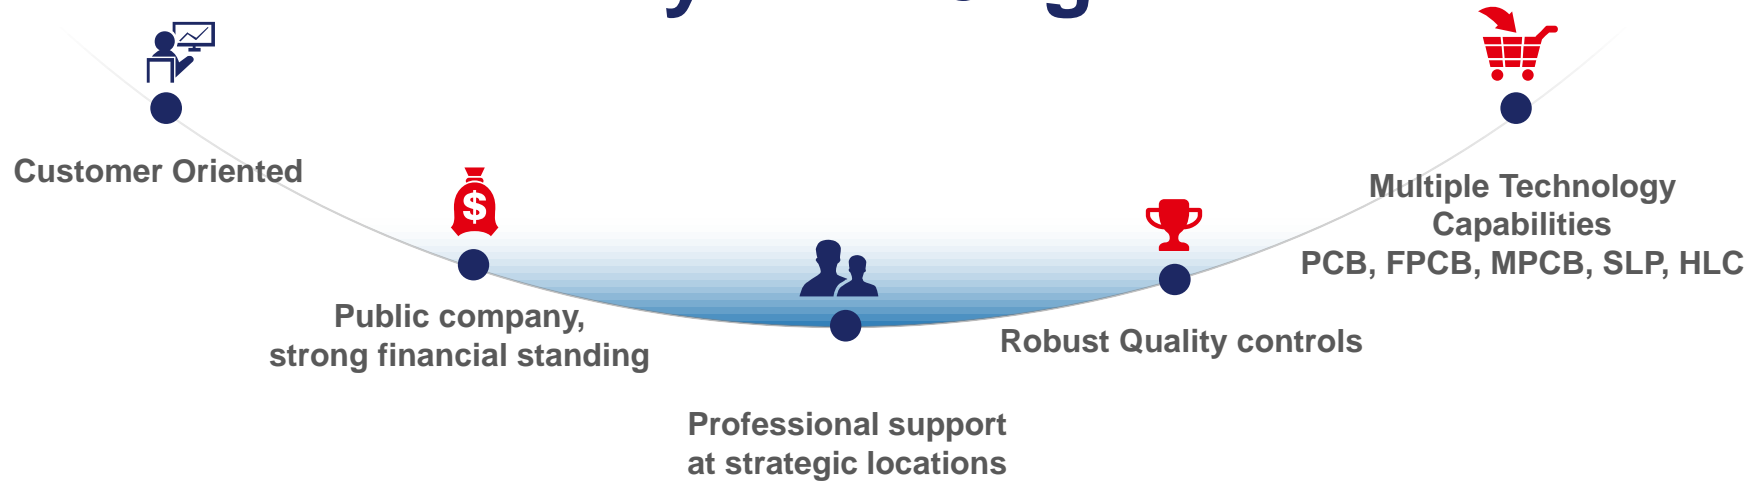 Customer Oriented
Public company,
strong financial standing
Professional support
at strategic locations
Robust Quality controls
Multiple Technology
Capabilities
PCB, FPCB, MPCB, SLP, HLC